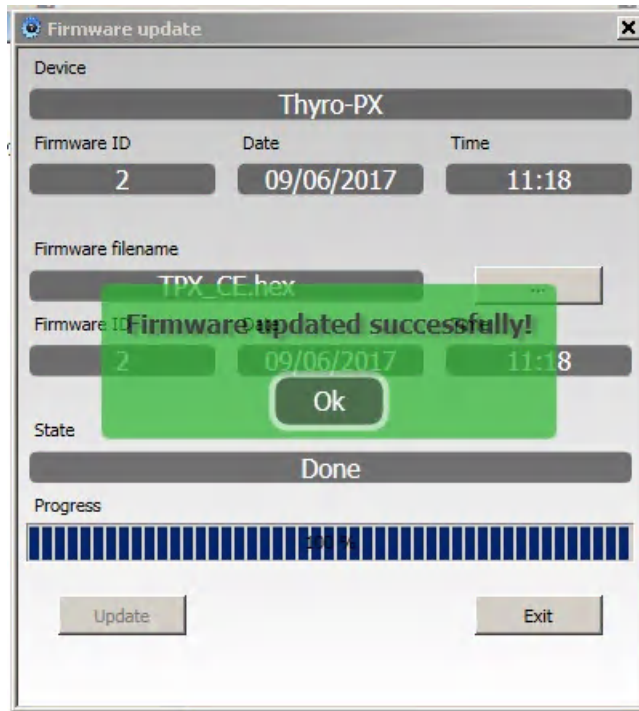 Firmware update
Device
Thyro-PX
Firmware ID Date Time
2 09/06/2017 11:18
Firmware filename
TPX_CE.hex ...
Firmware updated successfully!
Firmware ID Date Time
2 09/06/2017 11:18
Ok
State
Done
Progress
100 %
Update Exit